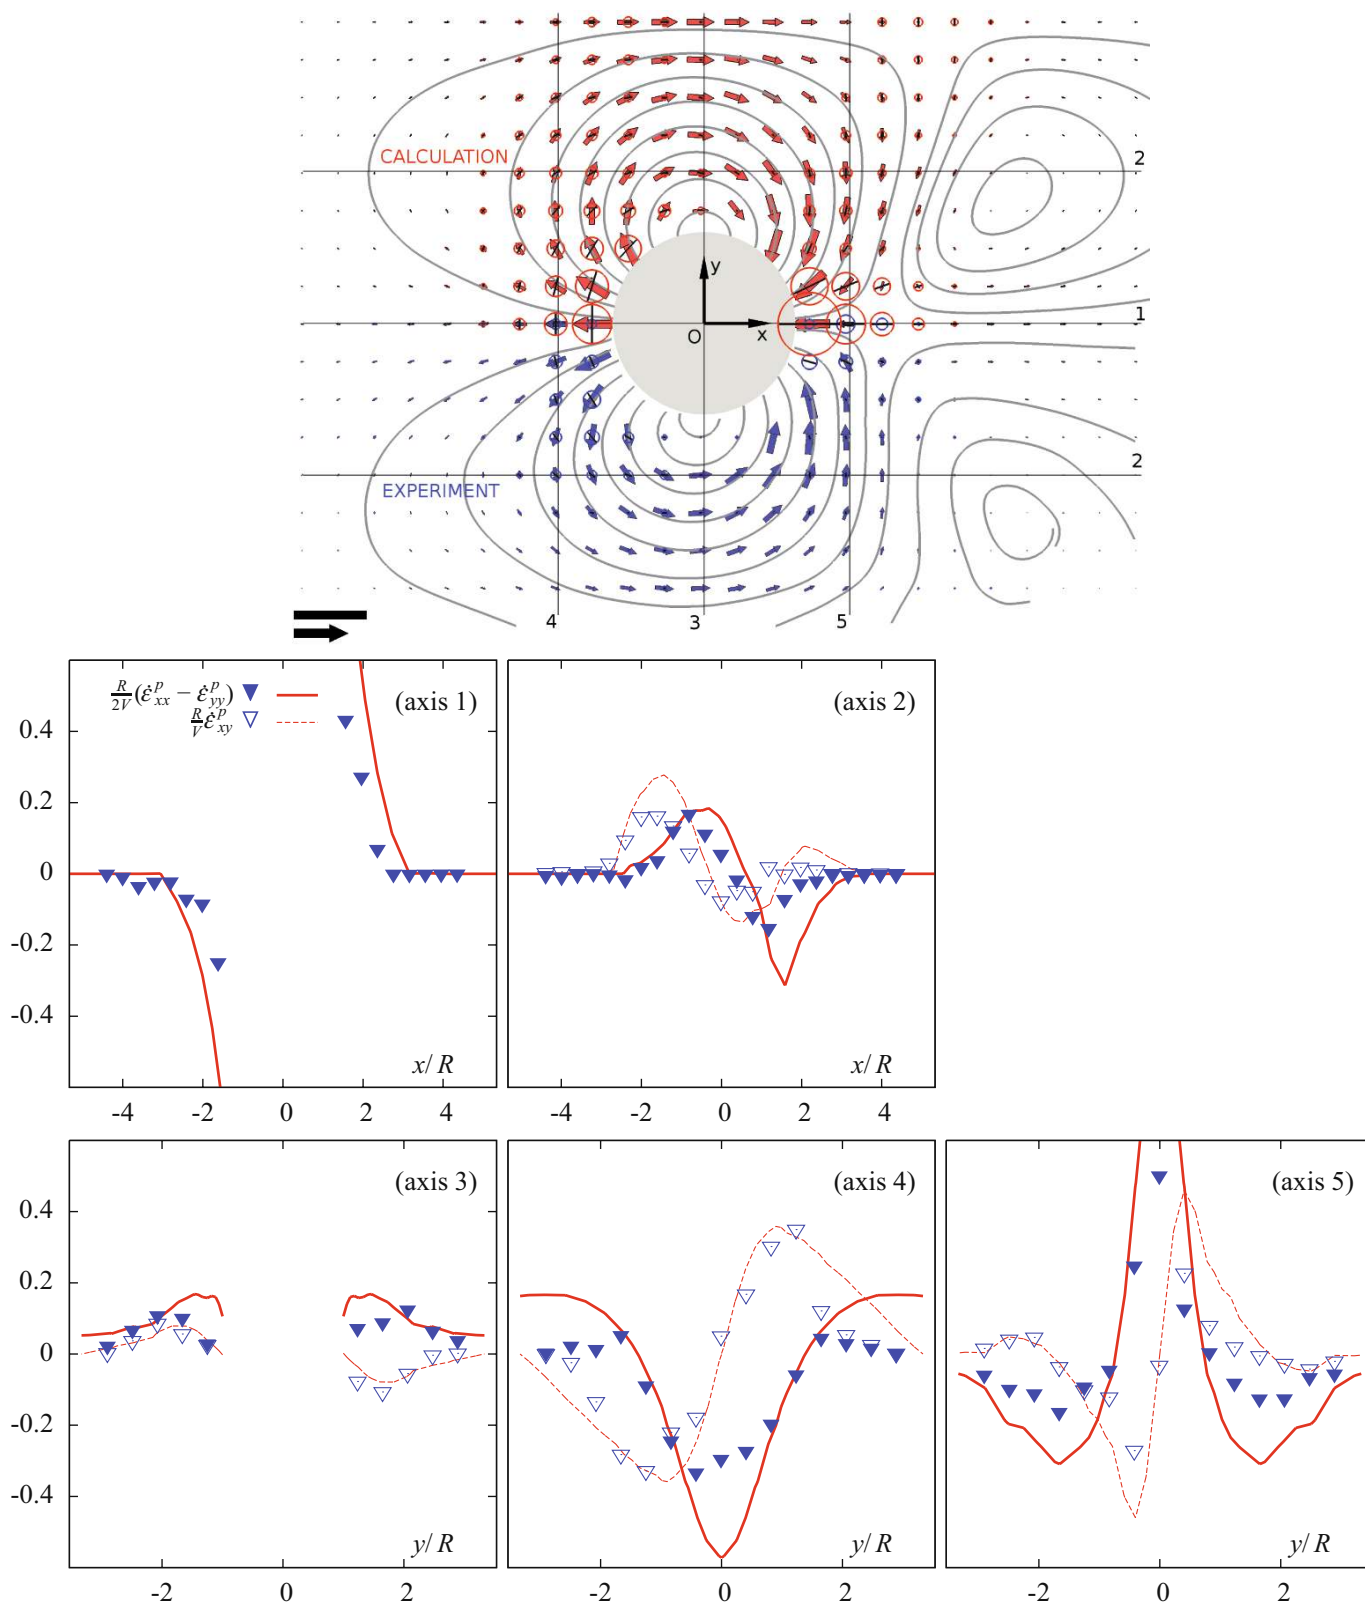 CALCULATION
2
y
O
x
1
EXPERIMENT
2
4
3
5
R/2V (ε̇ᵖxx − ε̇ᵖyy)
R/V ε̇ᵖxy
(axis 1)
(axis 2)
0.4
0.2
0
-0.2
-0.4
x/R
x/R
-4 -2 0 2 4
-4 -2 0 2 4
(axis 3)
(axis 4)
(axis 5)
0.4
0.2
0
-0.2
-0.4
y/R
y/R
y/R
-2 0 2
-2 0 2
-2 0 2